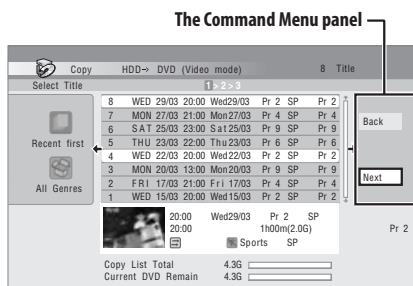 The Command Menu panel
Copy HDD→ DVD (Video mode) 8 Title
Select Title 1 > 2 > 3
Recent first
All Genres
8 WED 29/03 20:00 Wed29/03 Pr 2 SP Pr 2
7 MON 27/03 21:00 Mon27/03 Pr 4 SP Pr 4
6 SAT 25/03 23:00 Sat25/03 Pr 9 SP Pr 9
5 THU 23/03 22:00 Thu23/03 Pr 6 SP Pr 6
4 WED 22/03 20:00 Wed22/03 Pr 2 SP Pr 2
3 MON 20/03 13:00 Mon20/03 Pr 9 SP Pr 9
2 FRI 17/03 21:00 Fri 17/03 Pr 4 SP Pr 4
1 WED 15/03 20:00 Wed15/03 Pr 2 SP Pr 2
Back
Next
20:00 Wed29/03 Pr 2 SP
20:00 1h00m(2.0G) Pr 2
Sports SP
Copy List Total 4.3G
Current DVD Remain 4.3G